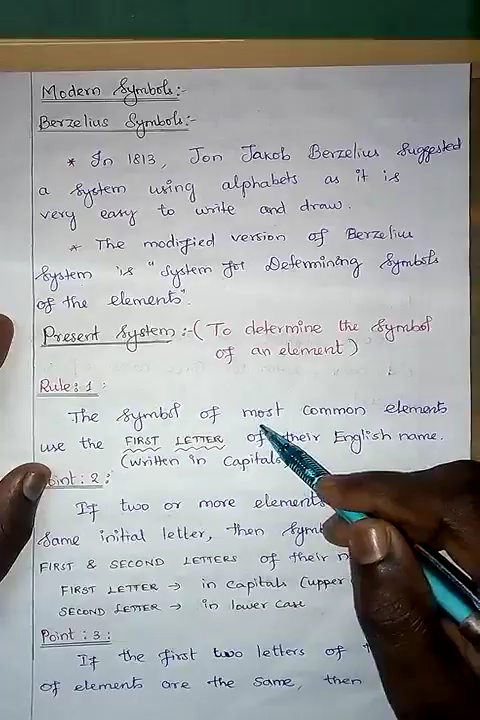 Modern Symbols:-
Berzelius Symbols:-
* In 1813, Jon Jakob Berzelius suggested
a system using alphabets as it is
very easy to write and draw.
* The modified version of Berzelius
system is "system for Determining symbols
of the elements".
Present System:-(To determine the symbol
of an element)
Rule:1:
The symbol of most common elements
use the FIRST LETTER of their English name.
(written in Capitals
oint:2:
If two or more elements
same initial letter, then
FIRST & SECOND LETTERS of their
FIRST LETTER → in capitals (upper
SECOND LETTER → in lower case
Point:3:
If the first two letters of
of elements are the same, then